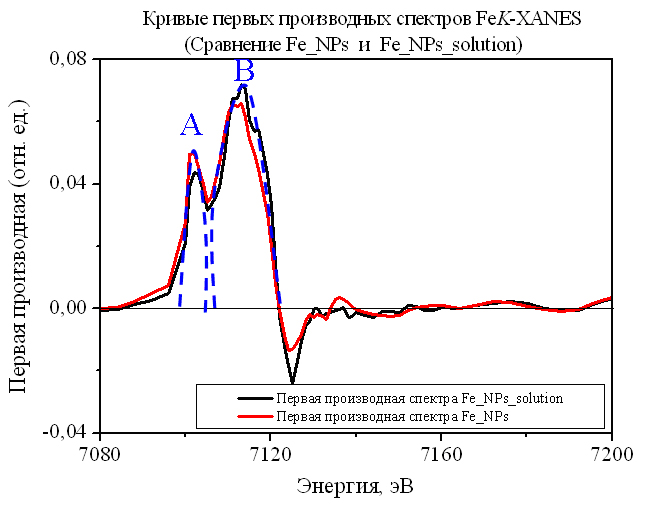 Кривые первых производных спектров FeK-XANES
(Сравнение Fe_NPs и Fe_NPs_solution)
0,08
B
A
Первая производная (отн. ед.)
0,04
0,00
Первая производная спектра Fe_NPs_solution
Первая производная спектра Fe_NPs
-0,04
7080
7120
7160
7200
Энергия, эВ